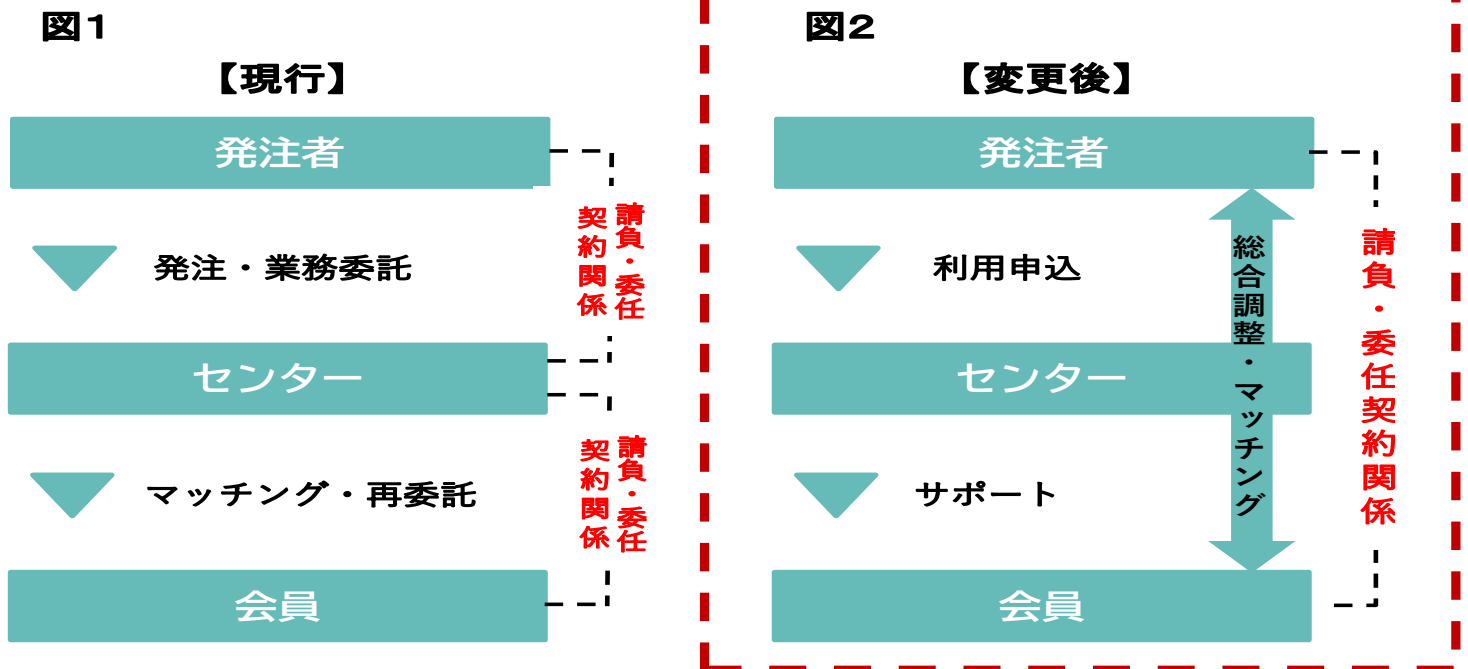 図1
【現行】
発注者
発注・業務委託
請負・委任
契約関係
センター
マッチング・再委託
請負・委任
契約関係
会員
図2
【変更後】
発注者
利用申込
総合調整・マッチング
請負・委任契約関係
センター
サポート
会員